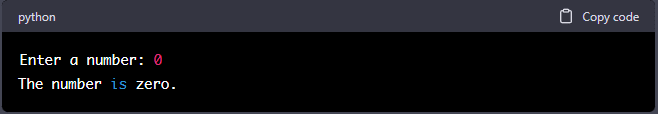 python
Copy code
Enter a number: 0
The number is zero.